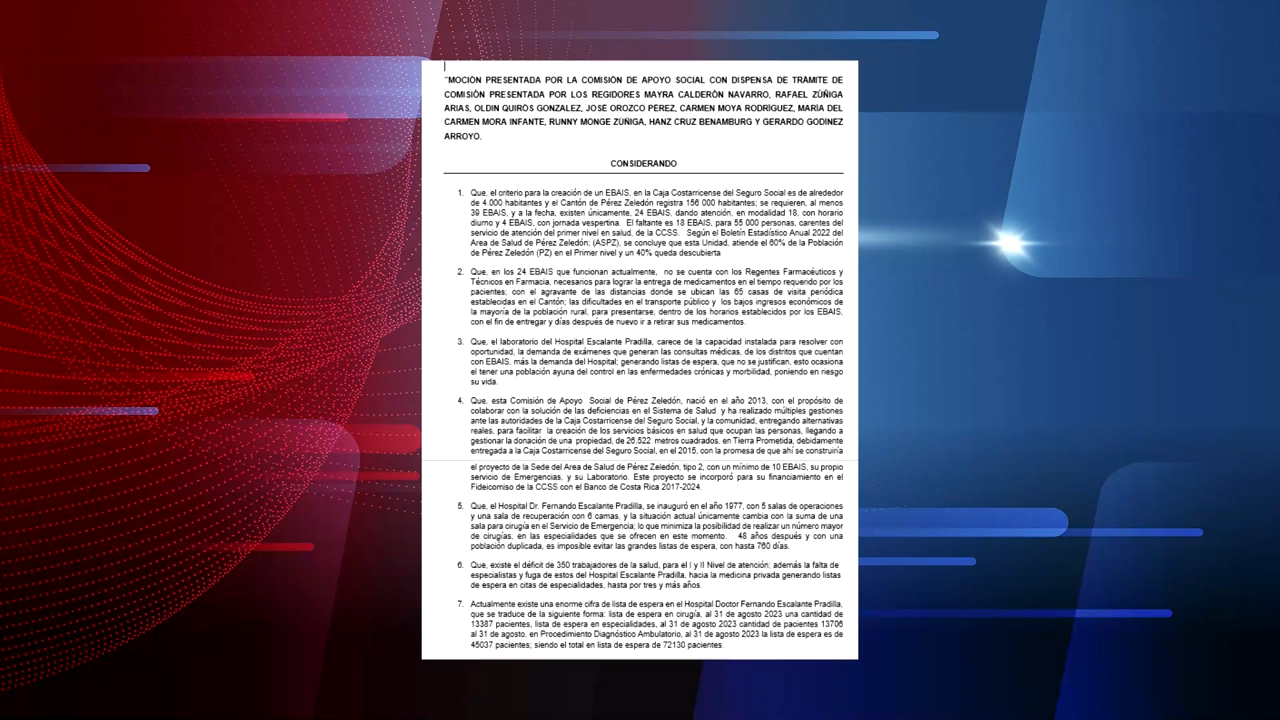 "MOCIÓN PRESENTADA POR LA COMISIÓN DE APOYO SOCIAL CON DISPENSA DE TRÁMITE DE
COMISIÓN PRESENTADA POR LOS REGIDORES MAYRA CALDERÓN NAVARRO, RAFAEL ZÚÑIGA
ARIAS, OLDIN QUIRÓS GONZALEZ, JOSÉ OROZCO PÉREZ, CARMEN MOYA RODRÍGUEZ, MARÍA DEL
CARMEN MORA INFANTE, RUNNY MONGE ZÚÑIGA, HANZ CRUZ BENAMBURG Y GERARDO GODÍNEZ
ARROYO.
CONSIDERANDO
1. Que, el criterio para la creación de un EBAIS, en la Caja Costarricense del Seguro Social es de alrededor
de 4.000 habitantes y el Cantón de Pérez Zeledón registra 156 000 habitantes; se requieren, al menos
39 EBAIS, y a la fecha, existen únicamente, 24 EBAIS, dando atención, en modalidad 18, con horario
diurno y 4 EBAIS, con jornada vespertina. El faltante es 18 EBAIS, para 55 000 personas, carentes del
servicio de atención del primer nivel en salud, de la CCSS. Según el Boletín Estadístico Anual 2022 del
Area de Salud de Pérez Zeledón; (ASPZ), se concluye que esta Unidad, atiende el 60% de la Población
de Pérez Zeledón (PZ) en el Primer nivel y un 40% queda descubierta
2. Que, en los 24 EBAIS que funcionan actualmente, no se cuenta con los Regentes Farmacéuticos y
Técnicos en Farmacia, necesarios para lograr la entrega de medicamentos en el tiempo requerido por los
pacientes; con el agravante de las distancias donde se ubican las 65 casas de visita periódica
establecidas en el Cantón; las dificultades en el transporte público y los bajos ingresos económicos de
la mayoría de la población rural, para presentarse, dentro de los horarios establecidos por los EBAIS,
con el fin de entregar y días después de nuevo ir a retirar sus medicamentos.
3. Que, el laboratorio del Hospital Escalante Pradilla, carece de la capacidad instalada para resolver con
oportunidad, la demanda de exámenes que generan las consultas médicas, de los distritos que cuentan
con EBAIS, más la demanda del Hospital; generando listas de espera, que no se justifican, esto ocasiona
el tener una población ayuna del control en las enfermedades crónicas y morbilidad, poniendo en riesgo
su vida.
4. Que, esta Comisión de Apoyo Social de Pérez Zeledón, nació en el año 2013, con el propósito de
colaborar con la solución de las deficiencias en el Sistema de Salud y ha realizado múltiples gestiones
ante las autoridades de la Caja Costarricense del Seguro Social, y la comunidad, entregando alternativas
reales, para facilitar la creación de los servicios básicos en salud que ocupan las personas, llegando a
gestionar la donación de una propiedad, de 26.522 metros cuadrados, en Tierra Prometida, debidamente
entregada a la Caja Costarricense del Seguro Social, en el 2015, con la promesa de que ahí se construiría
el proyecto de la Sede del Area de Salud de Pérez Zeledón, tipo 2, con un mínimo de 10 EBAIS, su propio
servicio de Emergencias, y su Laboratorio. Este proyecto se incorporó para su financiamiento en el
Fideicomiso de la CCSS con el Banco de Costa Rica 2017-2024.
5. Que, el Hospital Dr. Fernando Escalante Pradilla, se inauguró en el año 1977, con 5 salas de operaciones
y una sala de recuperación con 6 camas, y la situación actual únicamente cambia con la suma de una
sala para cirugía en el Servicio de Emergencia; lo que minimiza la posibilidad de realizar un número mayor
de cirugías, en las especialidades que se ofrecen en este momento. 48 años después y con una
población duplicada, es imposible evitar las grandes listas de espera, con hasta 760 días.
6. Que, existe el déficit de 350 trabajadores de la salud, para el I y II Nivel de atención; además la falta de
especialistas y fuga de estos del Hospital Escalante Pradilla, hacia la medicina privada generando listas
de espera en citas de especialidades, hasta por tres y más años.
7. Actualmente existe una enorme cifra de lista de espera en el Hospital Doctor Fernando Escalante Pradilla,
que se traduce de la siguiente forma: lista de espera en cirugía, al 31 de agosto 2023 una cantidad de
13387 pacientes, lista de espera en especialidades, al 31 de agosto 2023 cantidad de pacientes 13706
al 31 de agosto, en Procedimiento Diagnóstico Ambulatorio, al 31 de agosto 2023 la lista de espera es de
45037 pacientes; siendo el total en lista de espera de 72130 pacientes.